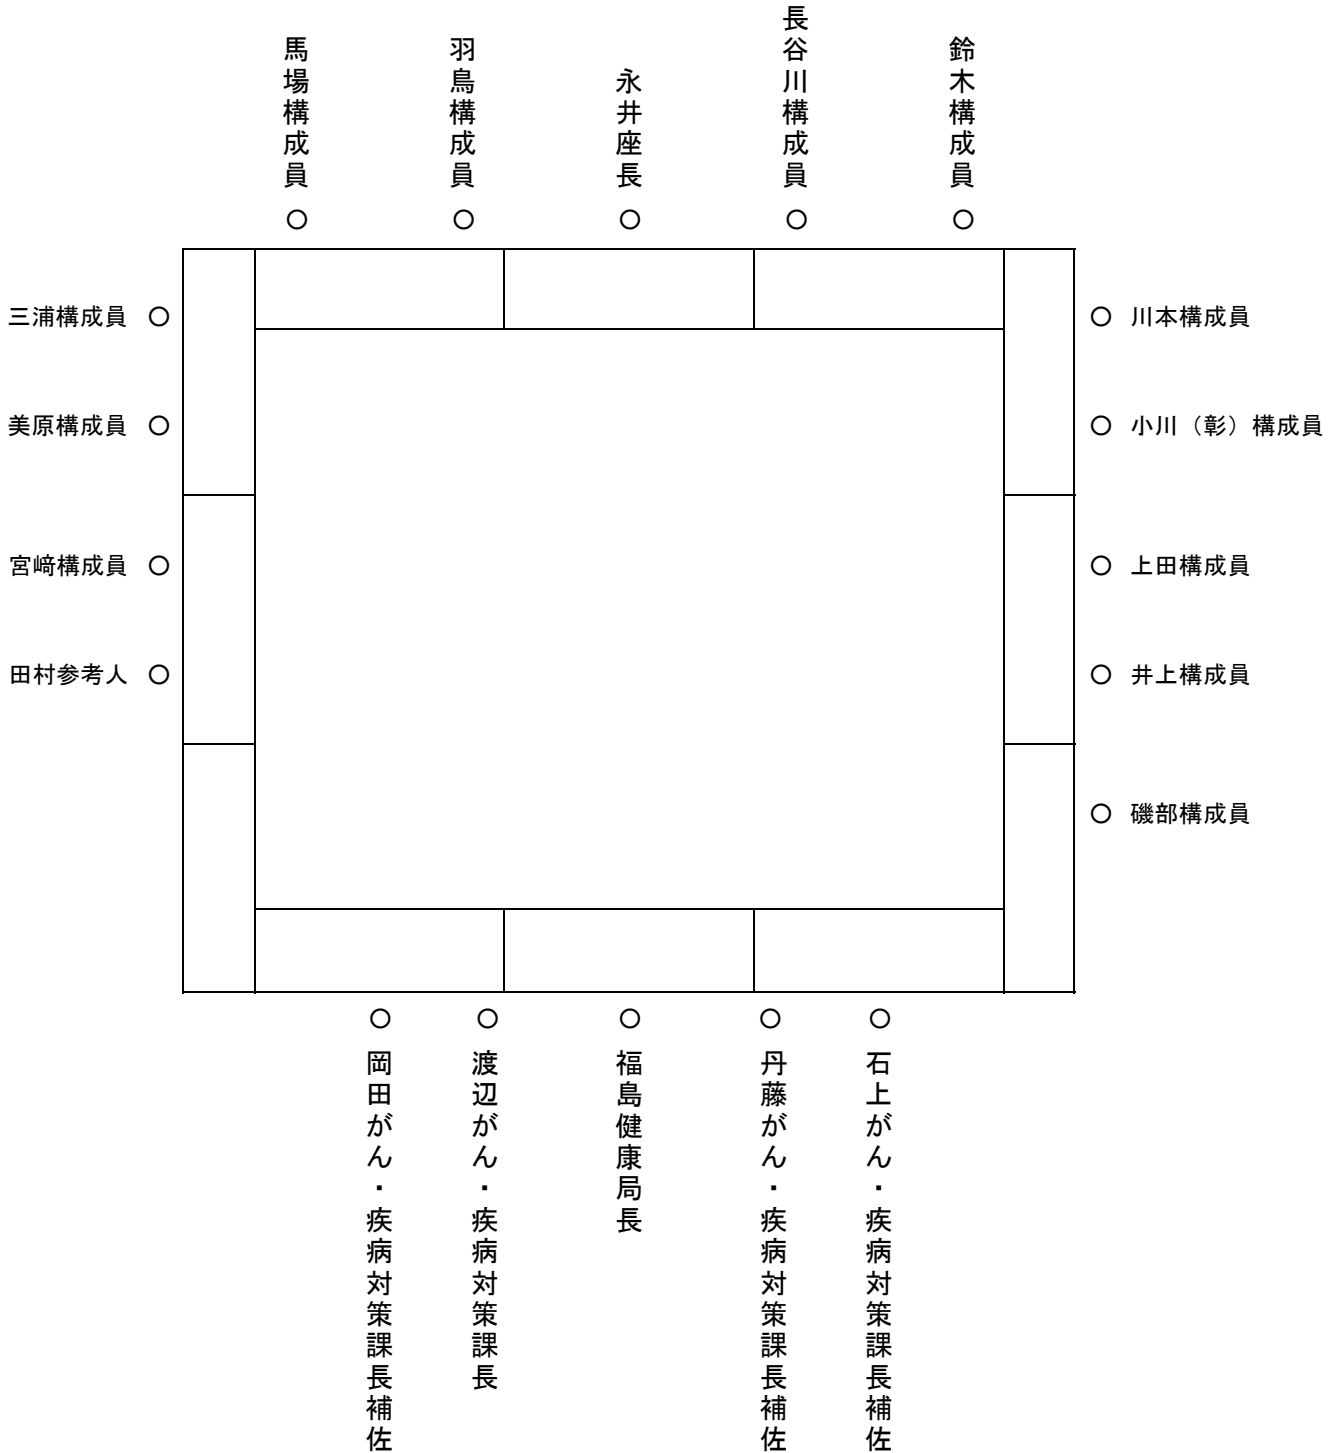 馬場構成員
羽鳥構成員
永井座長
長谷川構成員
鈴木構成員
三浦構成員
川本構成員
美原構成員
小川（彰）構成員
宮﨑構成員
上田構成員
田村参考人
井上構成員
磯部構成員
岡田がん・疾病対策課長補佐
渡辺がん・疾病対策課長
福島健康局長
丹藤がん・疾病対策課長補佐
石上がん・疾病対策課長補佐